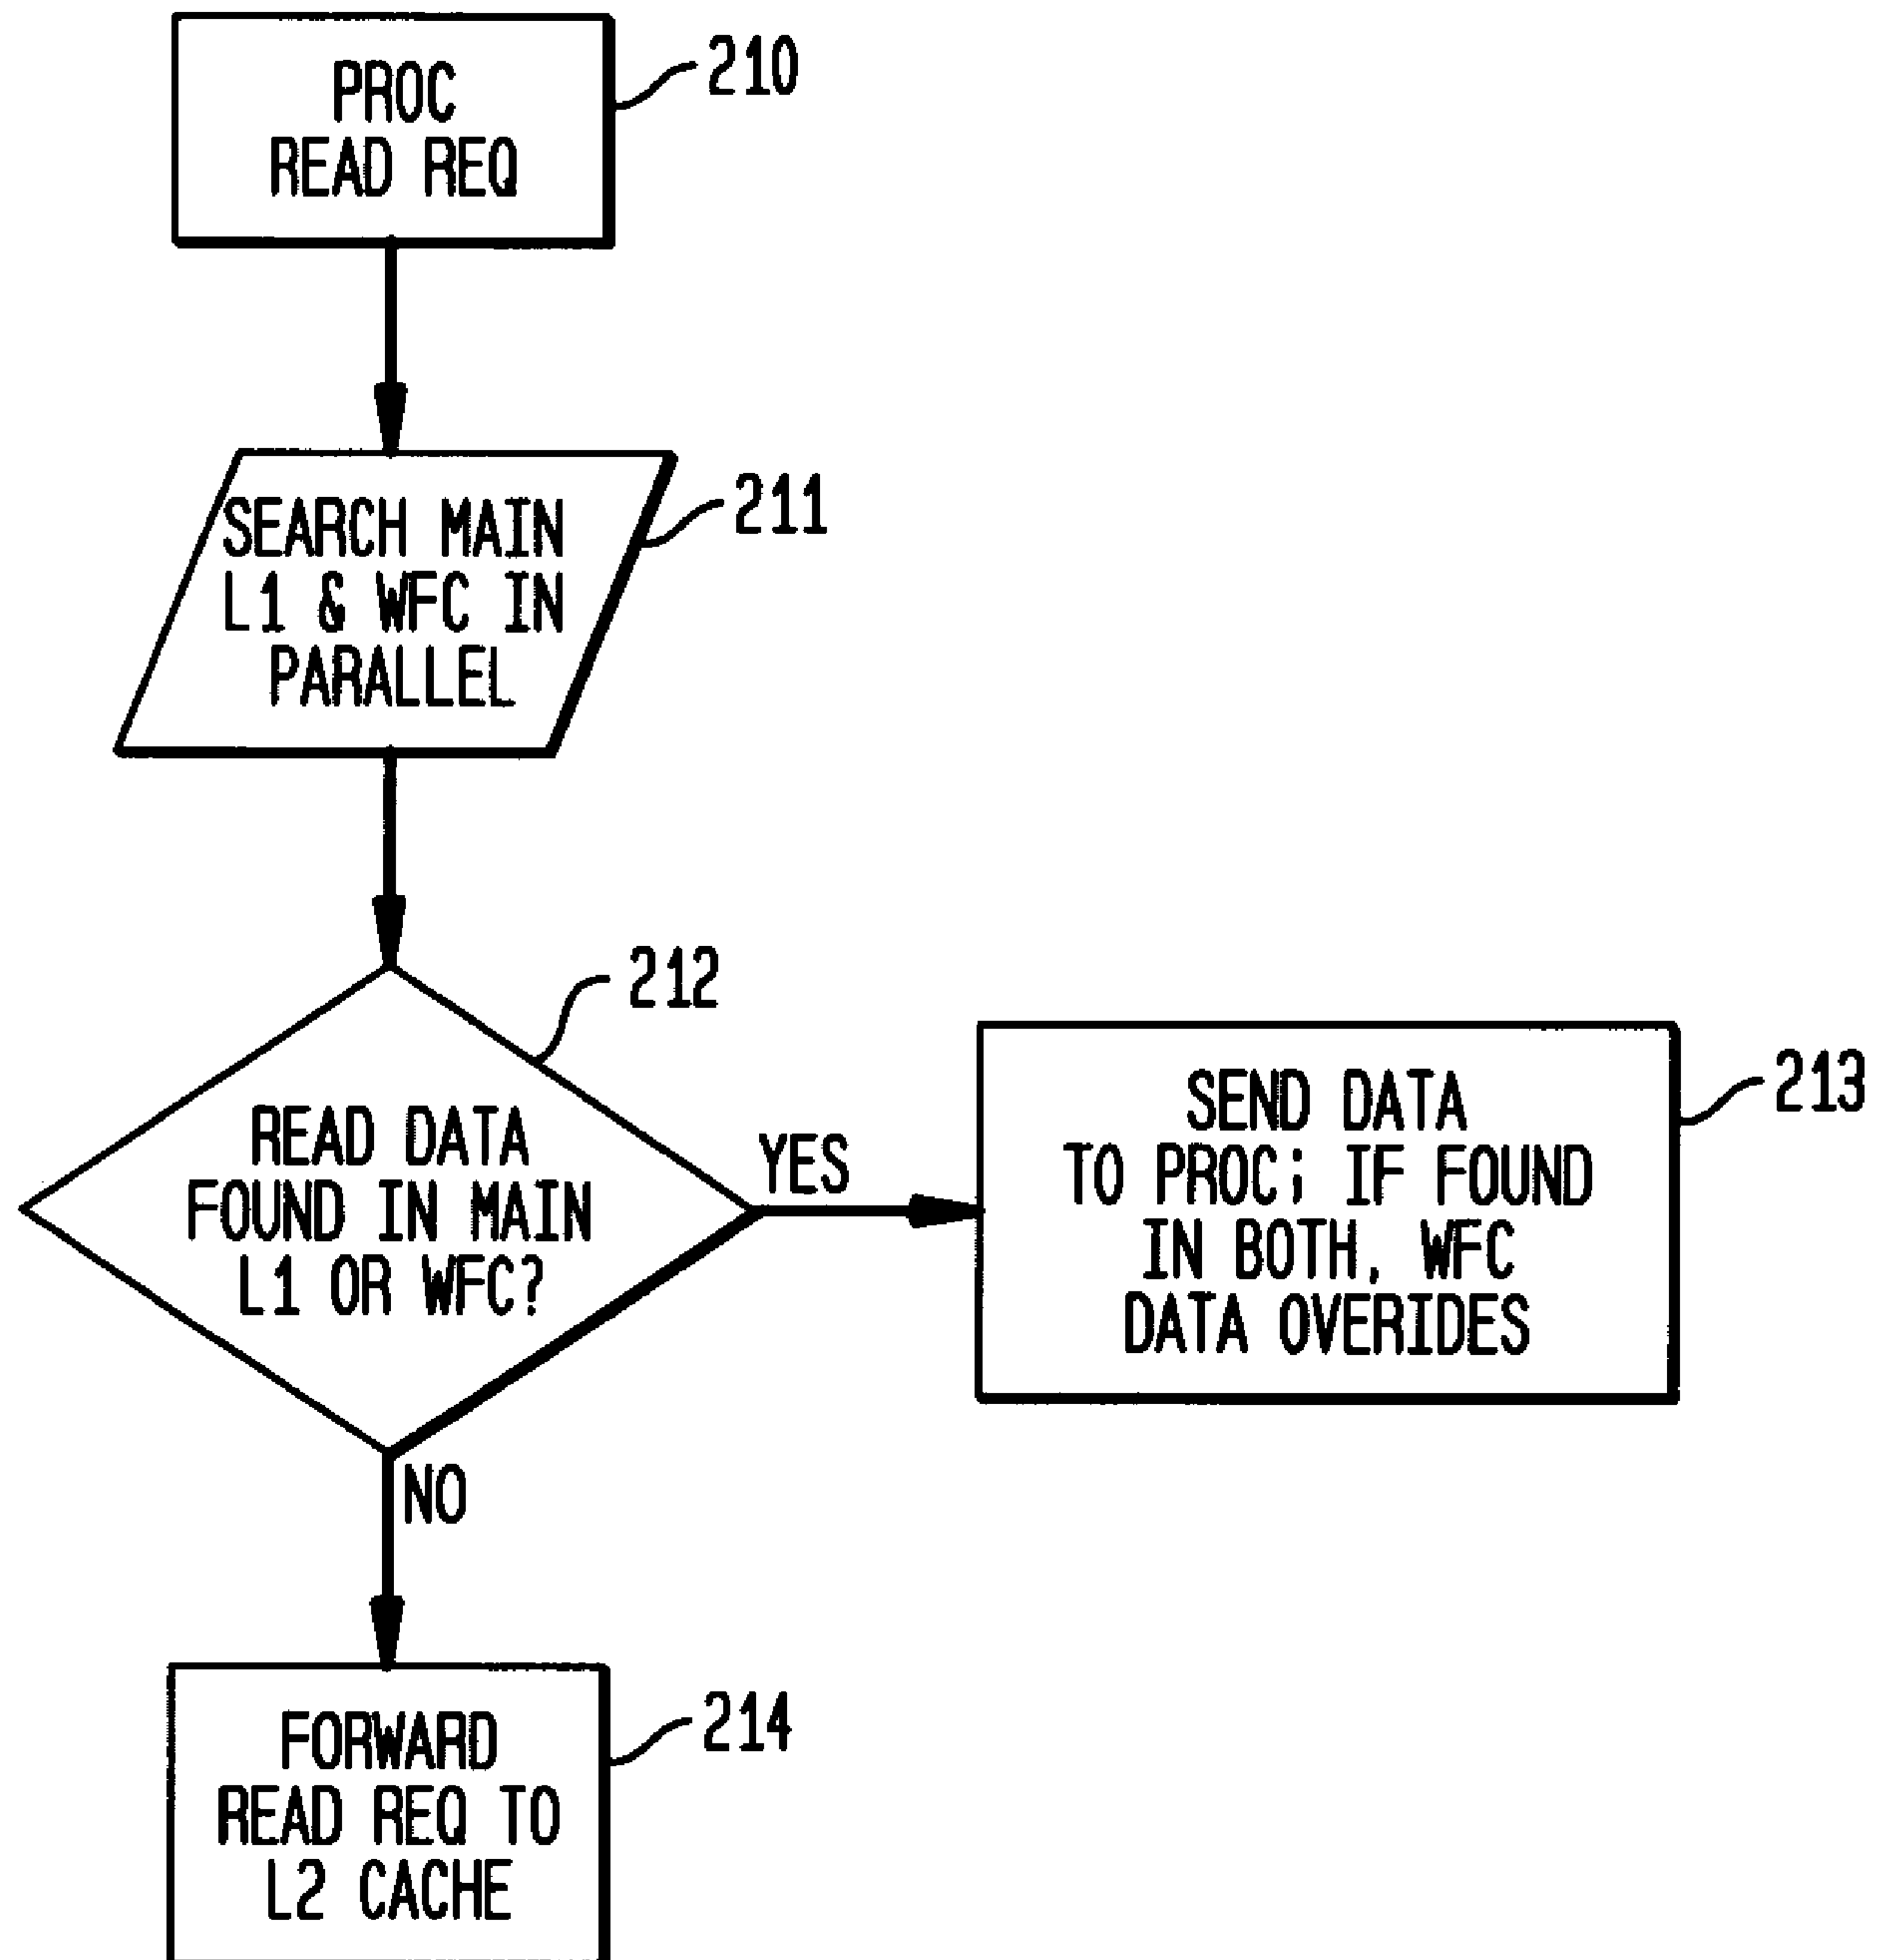 PROC
READ REQ
210
SEARCH MAIN
L1 & WFC IN
PARALLEL
211
READ DATA
FOUND IN MAIN
L1 OR WFC?
212
YES
SEND DATA
TO PROC; IF FOUND
IN BOTH, WFC
DATA OVERIDES
213
NO
FORWARD
READ REQ TO
L2 CACHE
214